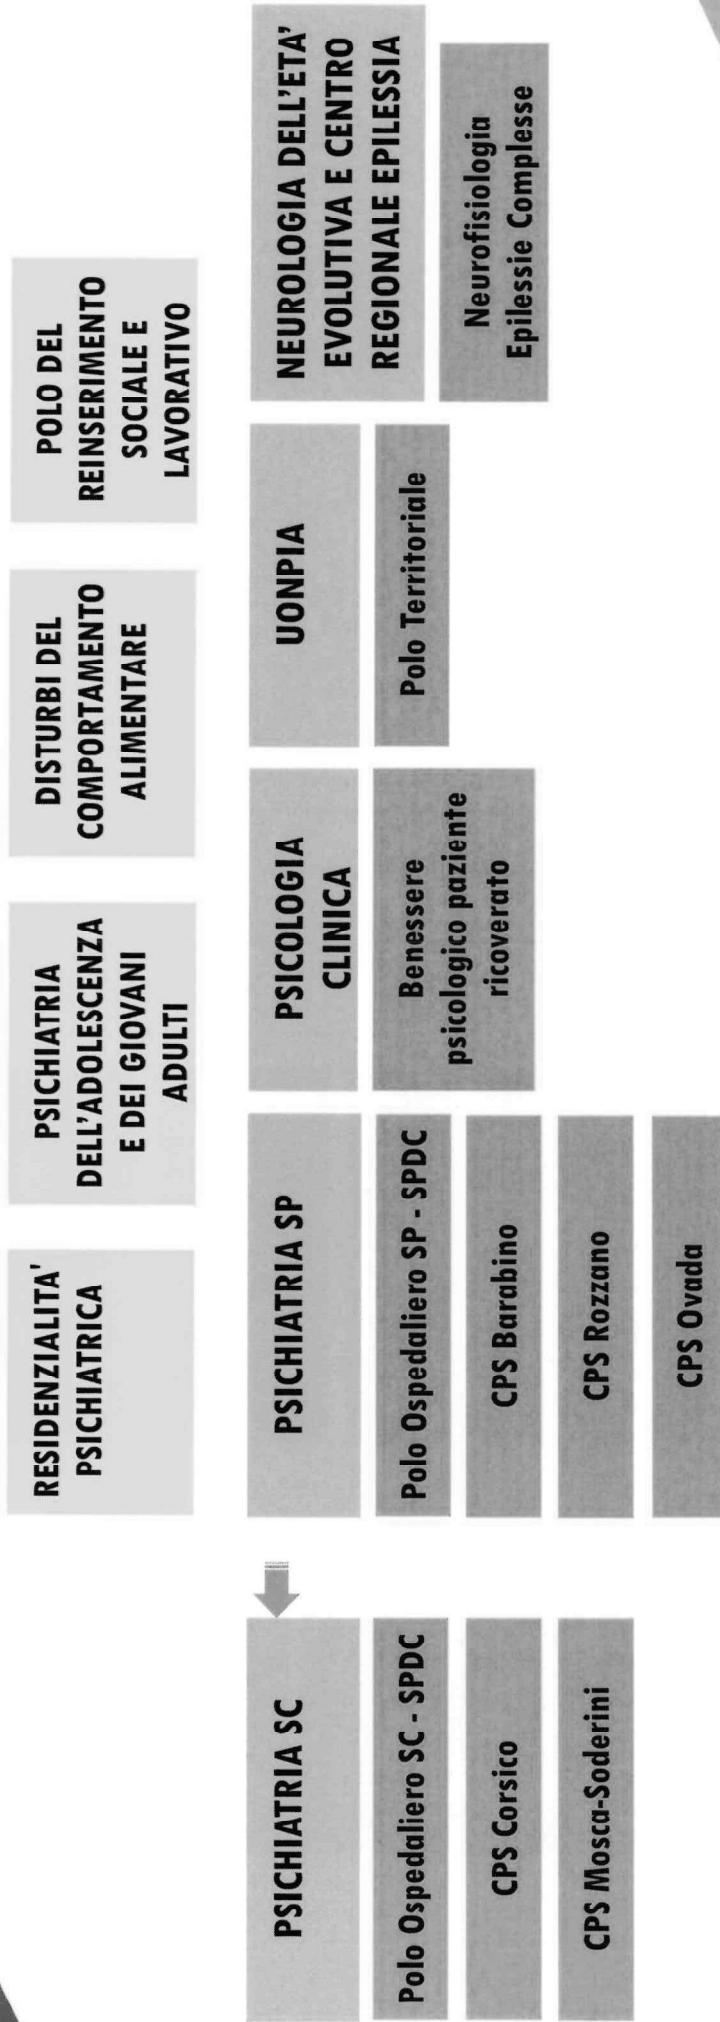 RESIDENZIALITA'
PSICHIATRICA
PSICHIATRIA
DELL'ADOLESCENZA
E DEI GIOVANI
ADULTI
DISTURBI DEL
COMPORTAMENTO
ALIMENTARE
POLO DEL
REINSERIMENTO
SOCIALE E
LAVORATIVO
PSICHIATRIA SC
Polo Ospedaliero SC - SPDC
CPS Corsico
CPS Mosca-Soderini
PSICHIATRIA SP
Polo Ospedaliero SP - SPDC
CPS Barabino
CPS Rozzano
CPS Ovada
PSICOLOGIA
CLINICA
Benessere
psicologico paziente
ricoverato
UONPIA
Polo Territoriale
NEUROLOGIA DELL'ETA'
EVOLUTIVA E CENTRO
REGIONALE EPILESSIA
Neurofisiologia
Epilessie Complesse